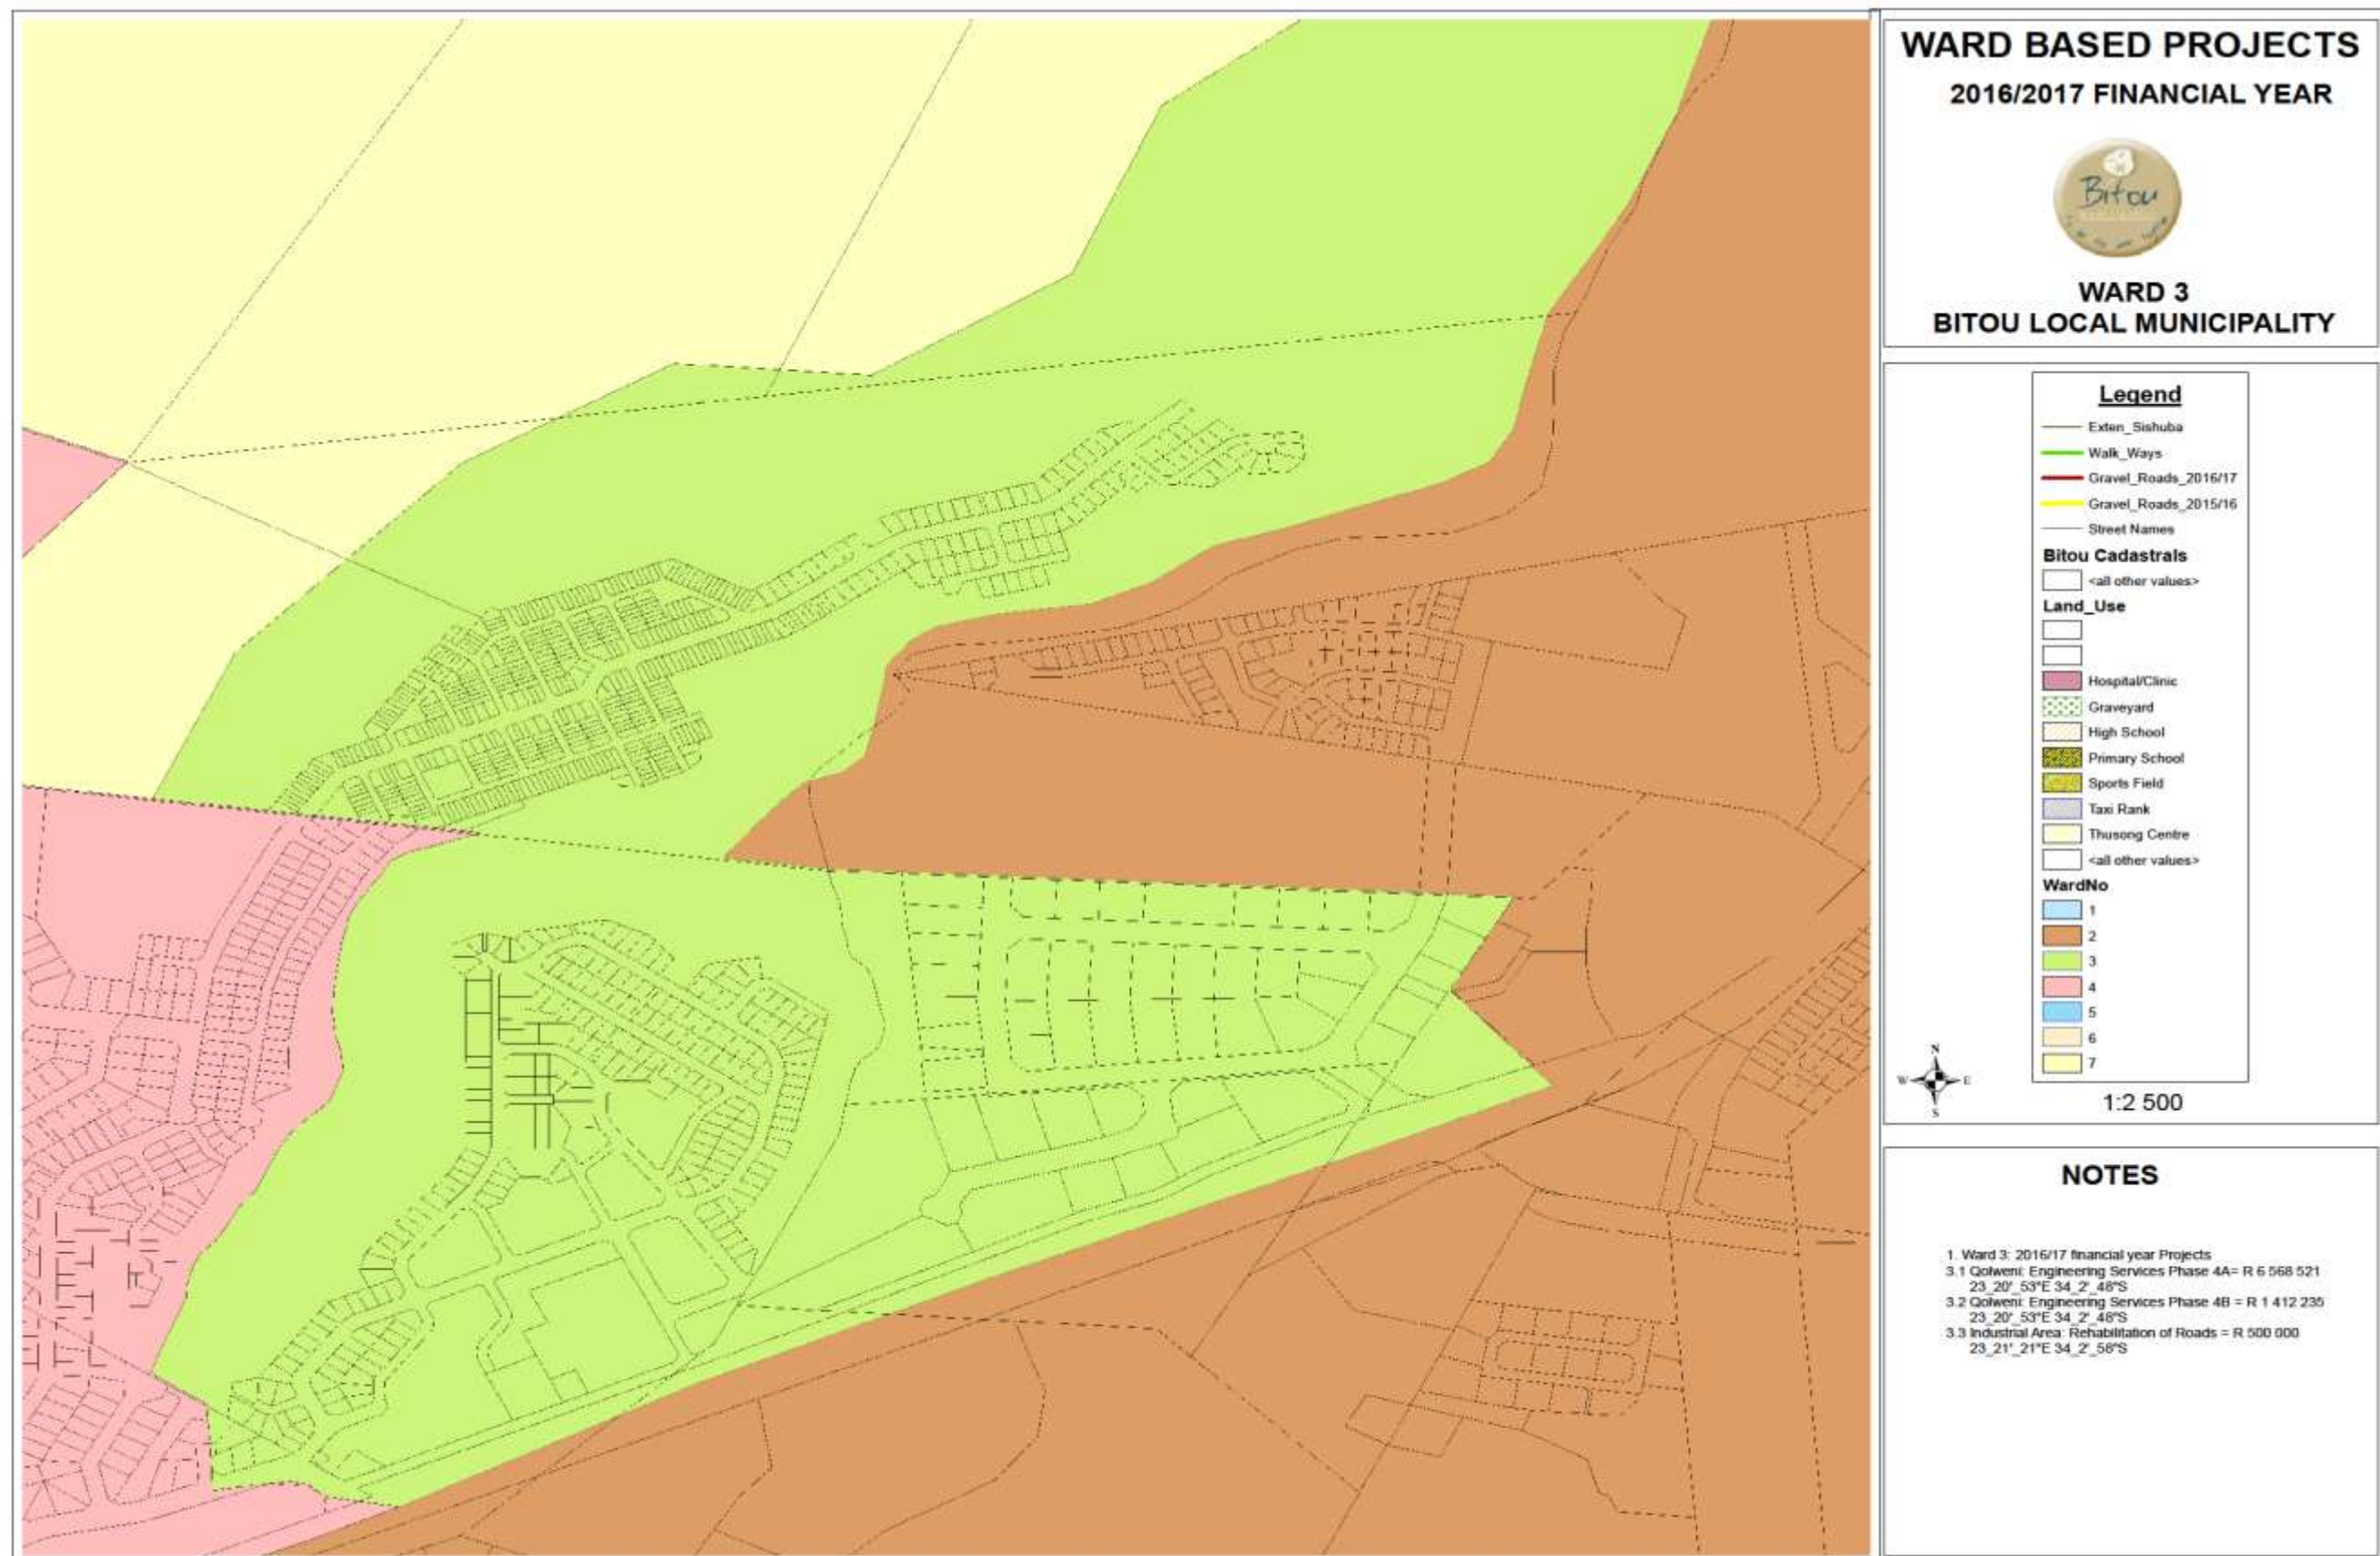 WARD BASED PROJECTS
2016/2017 FINANCIAL YEAR
Bitou
WARD 3
BITOU LOCAL MUNICIPALITY
Legend
Exten_Sishuba
Walk_Ways
Gravel_Roads_2016/17
Gravel_Roads_2015/16
Street Names
Bitou Cadastrals
<all other values>
Land_Use
Hospital/Clinic
Graveyard
High School
Primary School
Sports Field
Taxi Rank
Thusong Centre
<all other values>
WardNo
1
2
3
4
5
6
7
N
W E
S
1:2 500
NOTES
1. Ward 3: 2016/17 financial year Projects
3.1 Qolweni: Engineering Services Phase 4A= R 6 568 521
23_20'_53"E 34_2'_48"S
3.2 Qolweni: Engineering Services Phase 4B = R 1 412 235
23_20'_53"E 34_2'_48"S
3.3 Industrial Area: Rehabilitation of Roads = R 500 000
23_21'_21"E 34_2'_58"S